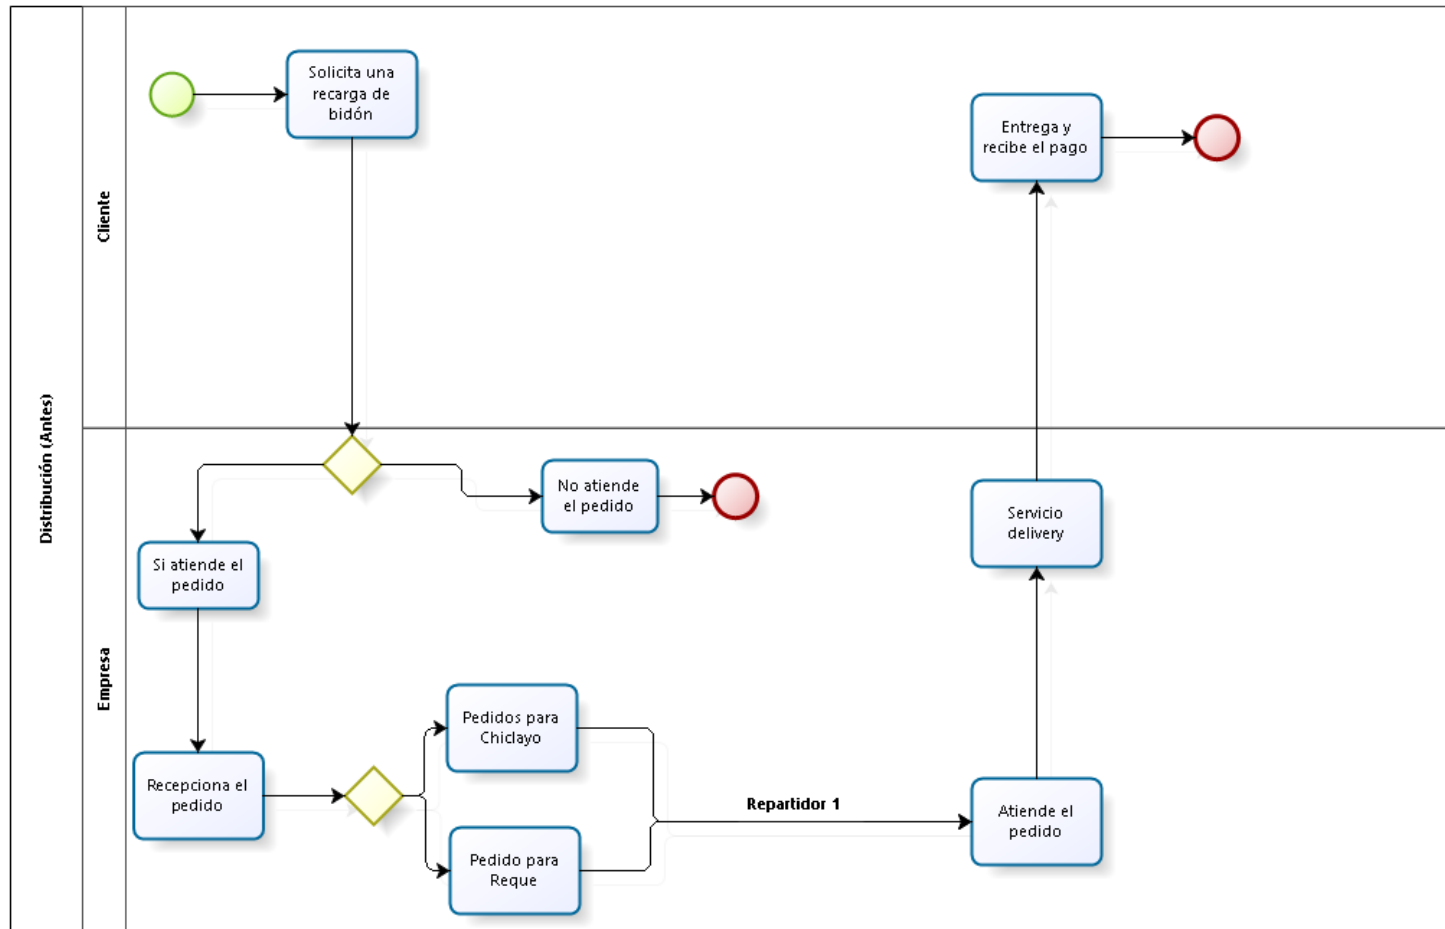 Distribución (Antes)
Cliente
Solicita una
recarga de
bidón
Entrega y
recibe el pago
Empresa
No atiende
el pedido
Servicio
delivery
Si atiende el
pedido
Pedidos para
Chiclayo
Recepciona el
pedido
Repartidor 1
Atiende el
pedido
Pedido para
Reque